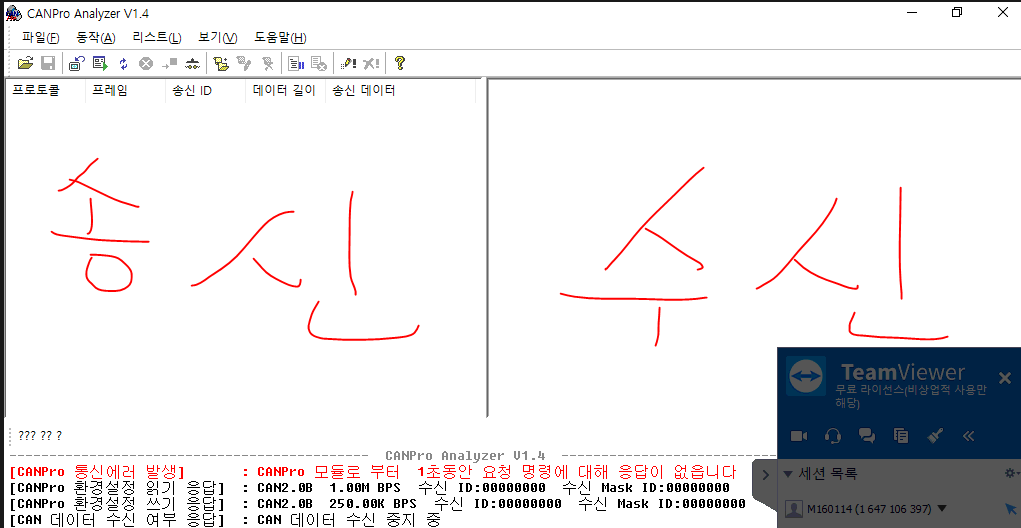 CANPro Analyzer V1.4
파일(F) 동작(A) 리스트(L) 보기(V) 도움말(H)
프로토콜 프레임 송신 ID 데이터 길이 송신 데이터
송신 수신
TeamViewer
무료 라이선스(비상업적 사용만
해당)
세션 목록
M160114 (1 647 106 397)
??? ?? ?
CANPro Analyzer V1.4
[CANPro 통신에러 발생] : CANPro 모듈로 부터 1초동안 요청 명령에 대해 응답이 없읍니다
[CANPro 환경설정 읽기 응답] : CAN2.0B 1.00M BPS 수신 ID:00000000 수신 Mask ID:00000000
[CANPro 환경설정 쓰기 응답] : CAN2.0B 250.00K BPS 수신 ID:00000000 수신 Mask ID:00000000
[CAN 데이터 수신 여부 응답] : CAN 데이터 수신 중지 중